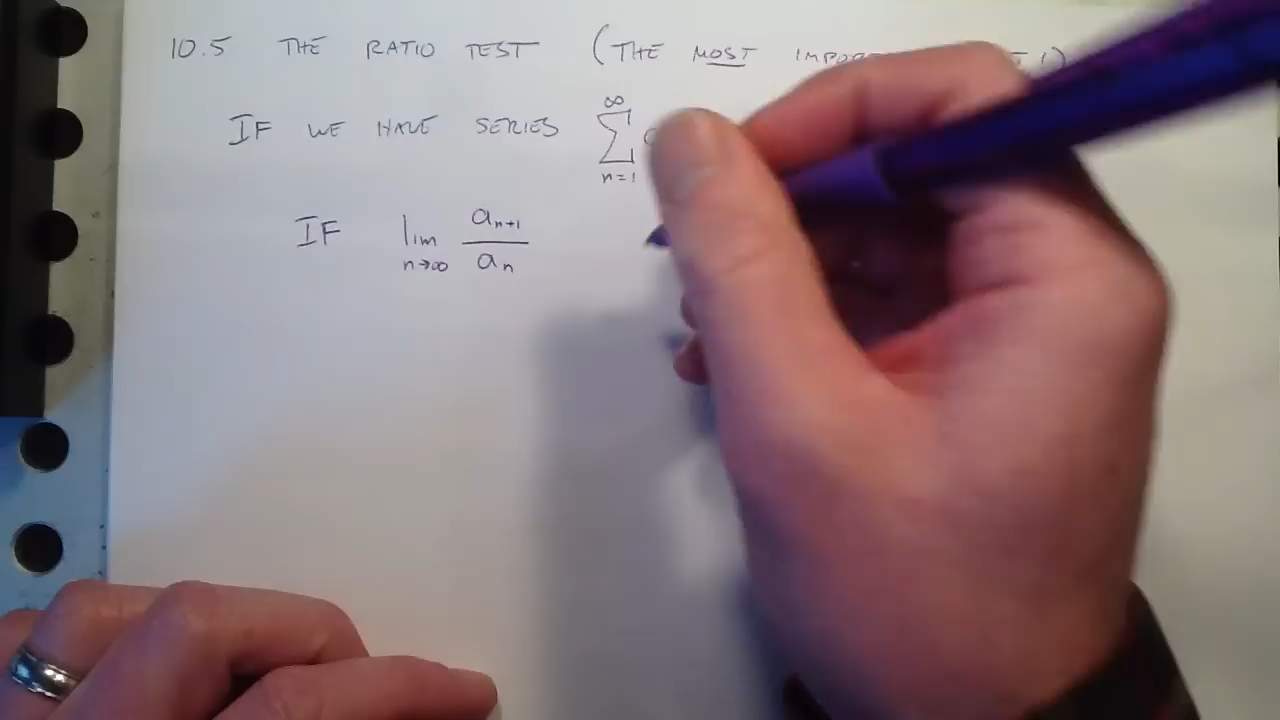 10.5 THE RATIO TEST (THE MOST
IF WE HAVE SERIES ∞ Σ n=1
IF lim n→∞ aₙ₊₁ / aₙ